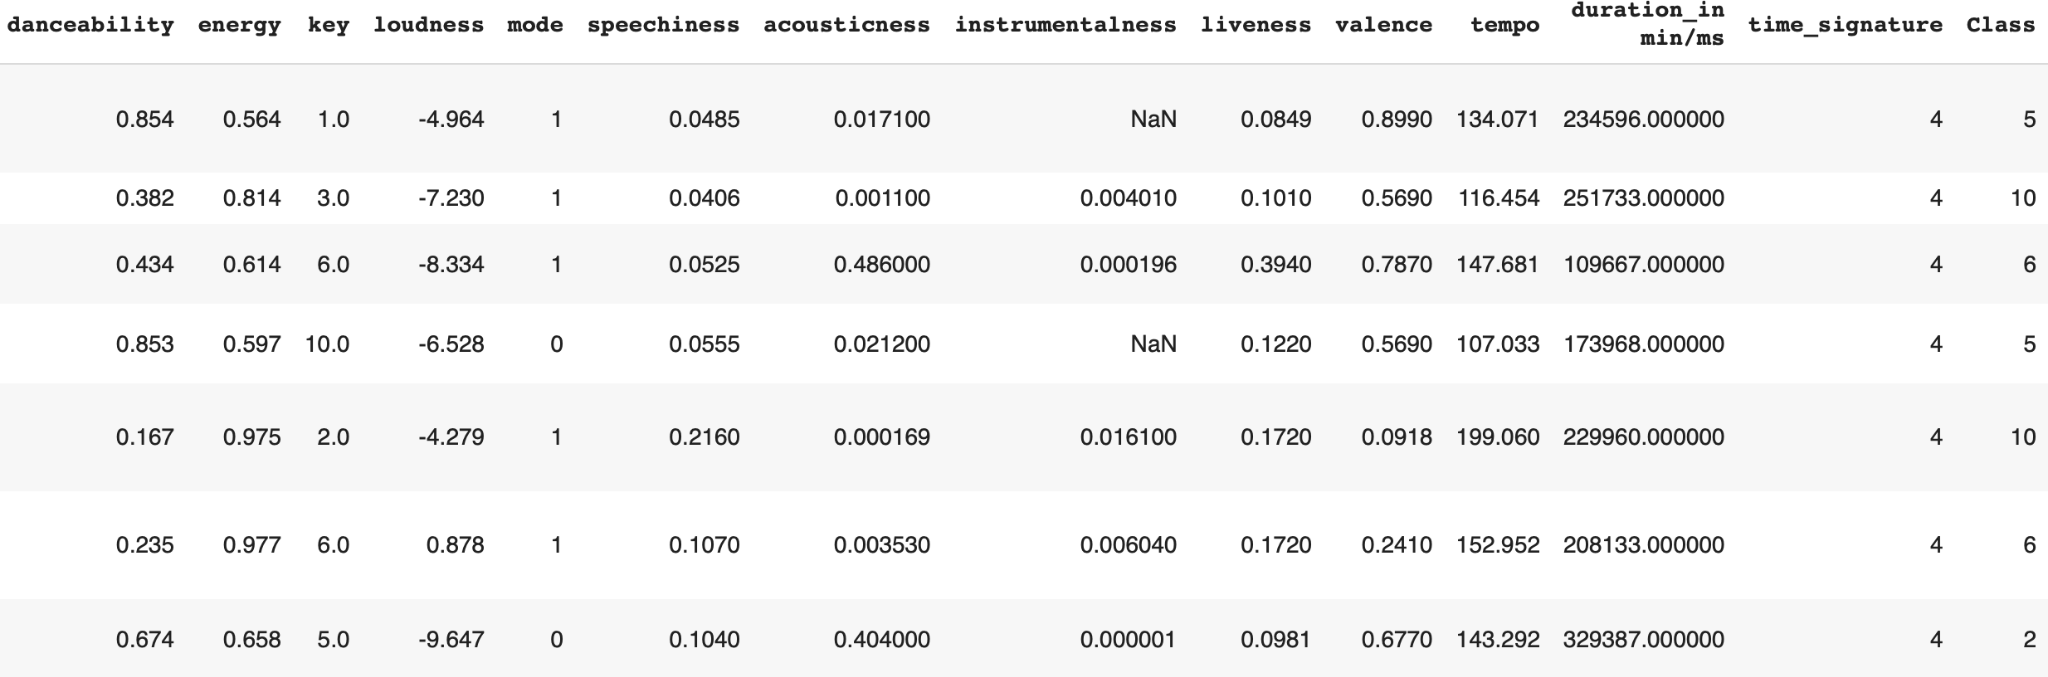 danceability energy key loudness mode speechiness acousticness instrumentalness liveness valence tempo duration_in min/ms time_signature Class
0.854 0.564 1.0 -4.964 1 0.0485 0.017100 NaN 0.0849 0.8990 134.071 234596.000000 4 5
0.382 0.814 3.0 -7.230 1 0.0406 0.001100 0.004010 0.1010 0.5690 116.454 251733.000000 4 10
0.434 0.614 6.0 -8.334 1 0.0525 0.486000 0.000196 0.3940 0.7870 147.681 109667.000000 4 6
0.853 0.597 10.0 -6.528 0 0.0555 0.021200 NaN 0.1220 0.5690 107.033 173968.000000 4 5
0.167 0.975 2.0 -4.279 1 0.2160 0.000169 0.016100 0.1720 0.0918 199.060 229960.000000 4 10
0.235 0.977 6.0 0.878 1 0.1070 0.003530 0.006040 0.1720 0.2410 152.952 208133.000000 4 6
0.674 0.658 5.0 -9.647 0 0.1040 0.404000 0.000001 0.0981 0.6770 143.292 329387.000000 4 2